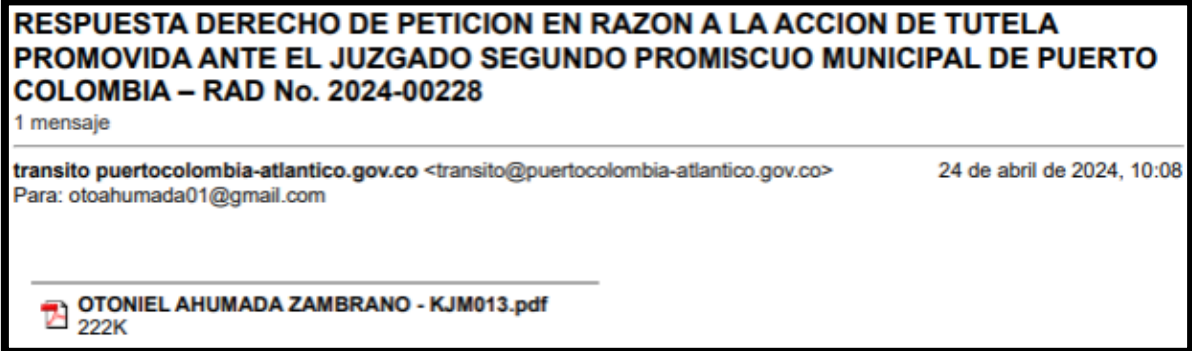 RESPUESTA DERECHO DE PETICION EN RAZON A LA ACCION DE TUTELA
PROMOVIDA ANTE EL JUZGADO SEGUNDO PROMISCUO MUNICIPAL DE PUERTO
COLOMBIA – RAD No. 2024-00228
1 mensaje
transito puertocolombia-atlantico.gov.co <transito@puertocolombia-atlantico.gov.co> 24 de abril de 2024, 10:08
Para: otoahumada01@gmail.com
OTONIEL AHUMADA ZAMBRANO - KJM013.pdf
222K